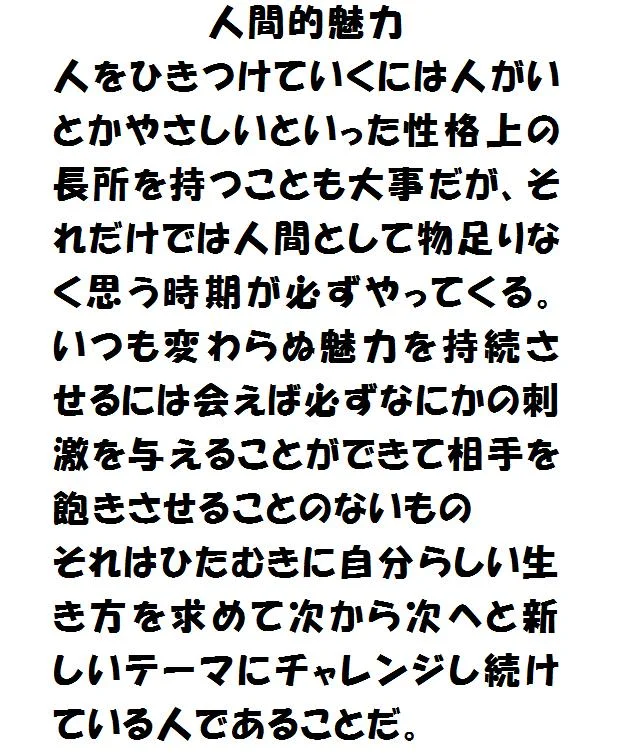 人間的魅力
人をひきつけていくには人がい
とかやさしいといった性格上の
長所を持つことも大事だが、そ
れだけでは人間として物足りな
く思う時期が必ずやってくる。
いつも変わらぬ魅力を持続さ
せるには会えば必ずなにかの刺
激を与えることができて相手を
飽きさせることのないもの
それはひたむきに自分らしい生
き方を求めて次から次へと新
しいテーマにチャレンジし続け
ている人であることだ。